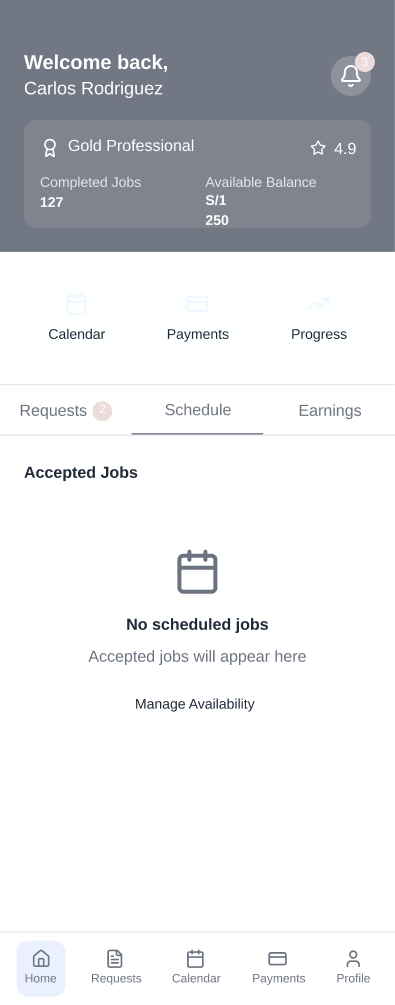 Welcome back,
Carlos Rodriguez
3
Gold Professional
4.9
Completed Jobs
127
Available Balance
S/1
250
Calendar
Payments
Progress
Requests 2
Schedule
Earnings
Accepted Jobs
No scheduled jobs
Accepted jobs will appear here
Manage Availability
Home
Requests
Calendar
Payments
Profile